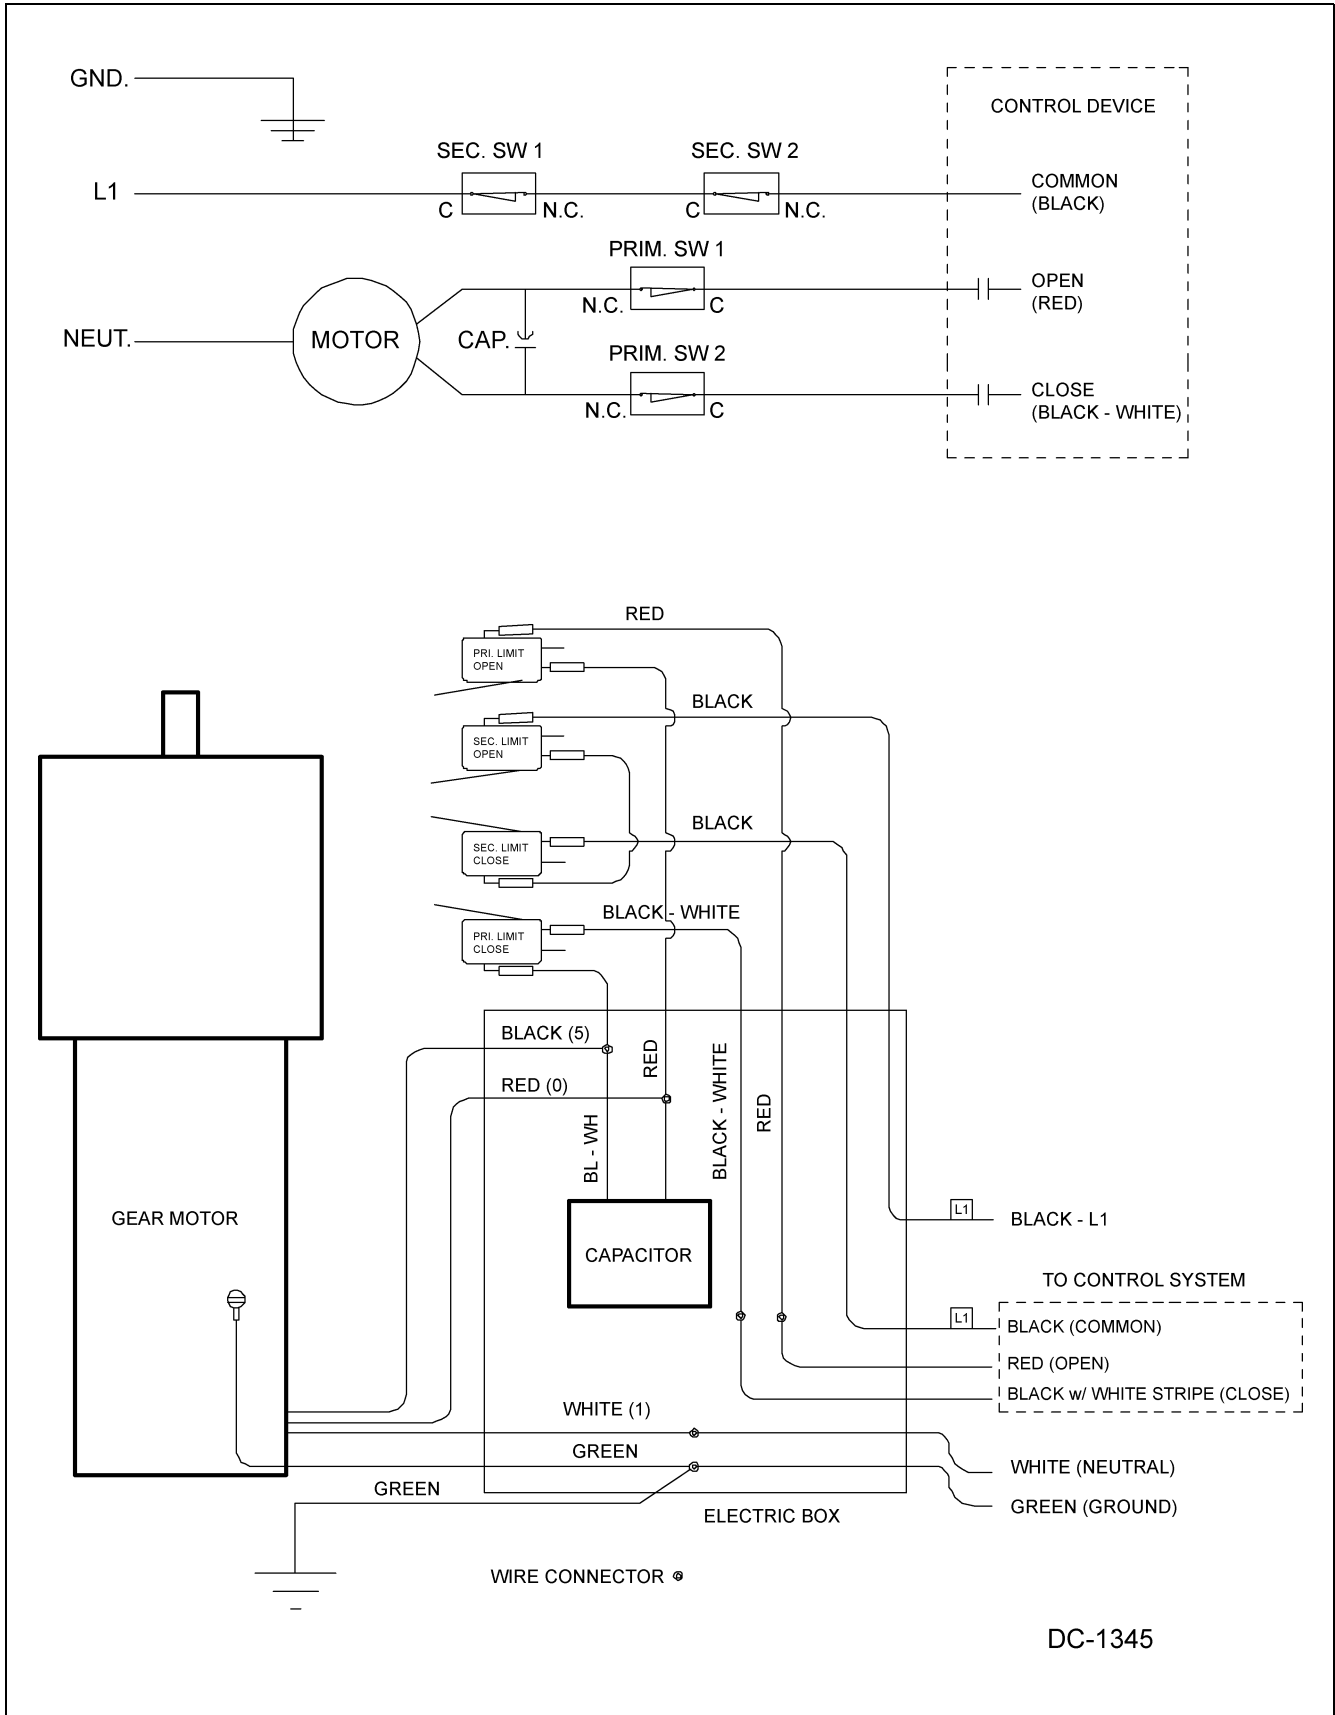 GND.
CONTROL DEVICE
SEC. SW 1
SEC. SW 2
L1
C
N.C.
C
N.C.
COMMON
(BLACK)
PRIM. SW 1
N.C.
C
OPEN
(RED)
NEUT.
MOTOR
CAP.
PRIM. SW 2
N.C.
C
CLOSE
(BLACK - WHITE)
RED
PRI. LIMIT
OPEN
BLACK
SEC. LIMIT
OPEN
BLACK
SEC. LIMIT
CLOSE
BLACK - WHITE
PRI. LIMIT
CLOSE
BLACK (5)
RED
BLACK - WHITE
RED (0)
RED
BL - WH
GEAR MOTOR
CAPACITOR
L1
BLACK - L1
TO CONTROL SYSTEM
L1
BLACK (COMMON)
RED (OPEN)
BLACK w/ WHITE STRIPE (CLOSE)
WHITE (1)
GREEN
WHITE (NEUTRAL)
GREEN
GREEN (GROUND)
ELECTRIC BOX
WIRE CONNECTOR
DC-1345